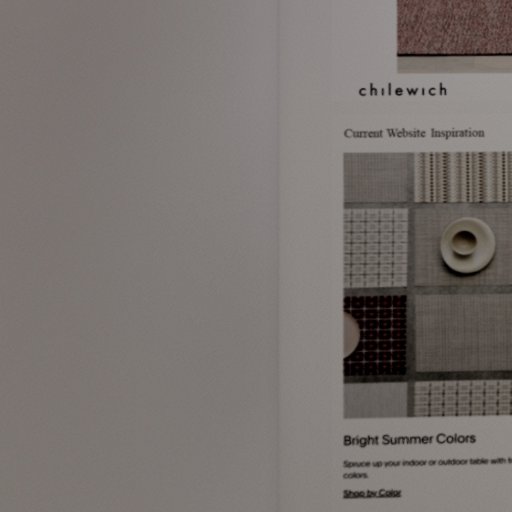 chilewich
Current Website Inspiration
Bright Summer Colors
Spruce up your indoor or outdoor table with
colors.
Shop by Color